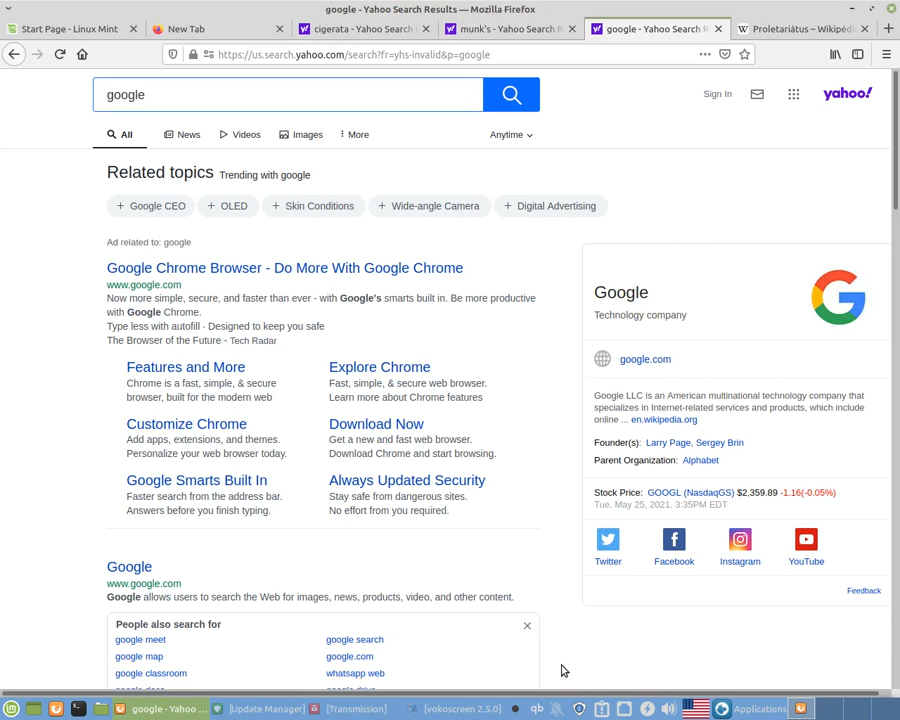 google - Yahoo Search Results — Mozilla Firefox
Start Page - Linux Mint
New Tab
cigerata - Yahoo Search R
munk's - Yahoo Search R
google - Yahoo Search R
Proletariátus – Wikipédi
https://us.search.yahoo.com/search?fr=yhs-invalid&p=google
google
Sign In
yahoo!
All
News
Videos
Images
More
Anytime
Related topics Trending with google
+ Google CEO
+ OLED
+ Skin Conditions
+ Wide-angle Camera
+ Digital Advertising
Ad related to: google
Google Chrome Browser - Do More With Google Chrome
www.google.com
Now more simple, secure, and faster than ever - with Google's smarts built in. Be more productive
with Google Chrome.
Type less with autofill · Designed to keep you safe
The Browser of the Future - Tech Radar
Features and More
Chrome is a fast, simple, & secure
browser, built for the modern web
Explore Chrome
Fast, simple, & secure web browser.
Learn more about Chrome features
Customize Chrome
Add apps, extensions, and themes.
Personalize your web browser today.
Download Now
Get a new and fast web browser.
Download Chrome and start browsing.
Google Smarts Built In
Faster search from the address bar.
Answers before you finish typing.
Always Updated Security
Stay safe from dangerous sites.
No effort from you required.
Google
www.google.com
Google allows users to search the Web for images, news, products, video, and other content.
People also search for
google meet
google search
google map
google.com
google classroom
whatsapp web
Google
Technology company
google.com
Google LLC is an American multinational technology company that
specializes in Internet-related services and products, which include
online ... en.wikipedia.org
Founder(s): Larry Page, Sergey Brin
Parent Organization: Alphabet
Stock Price: GOOGL (NasdaqGS) $2,359.89 -1.16(-0.05%)
Tue, May 25, 2021, 3:35PM EDT
Twitter
Facebook
Instagram
YouTube
Feedback
google - Yahoo ...
[Update Manager]
[Transmission]
[vokoscreen 2.5.0]
qb
Applications